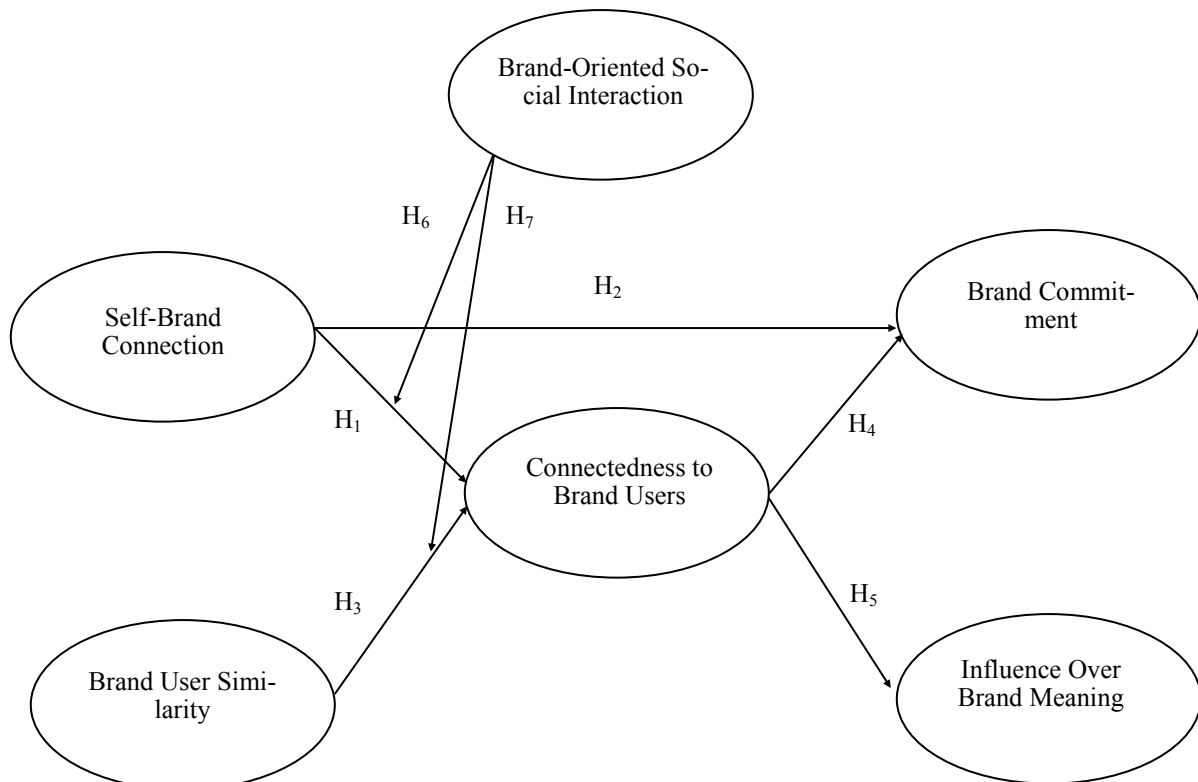 Brand-Oriented So-
cial Interaction
H₆
H₇
H₂
Self-Brand
Connection
Brand Commit-
ment
H₁
H₄
Connectedness to
Brand Users
H₃
H₅
Brand User Simi-
larity
Influence Over
Brand Meaning